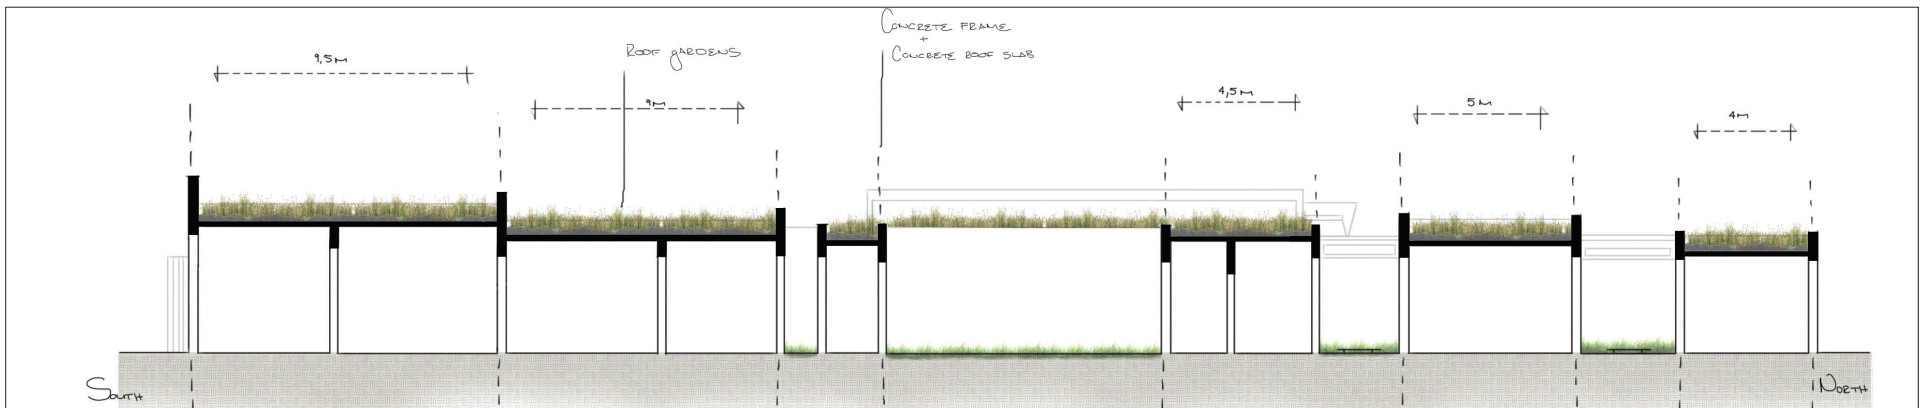 CONCRETE FRAME
+
CONCRETE ROOF SLAB
ROOF GARDENS
9,5M
9M
4,5M
5M
4M
SOUTH
NORTH